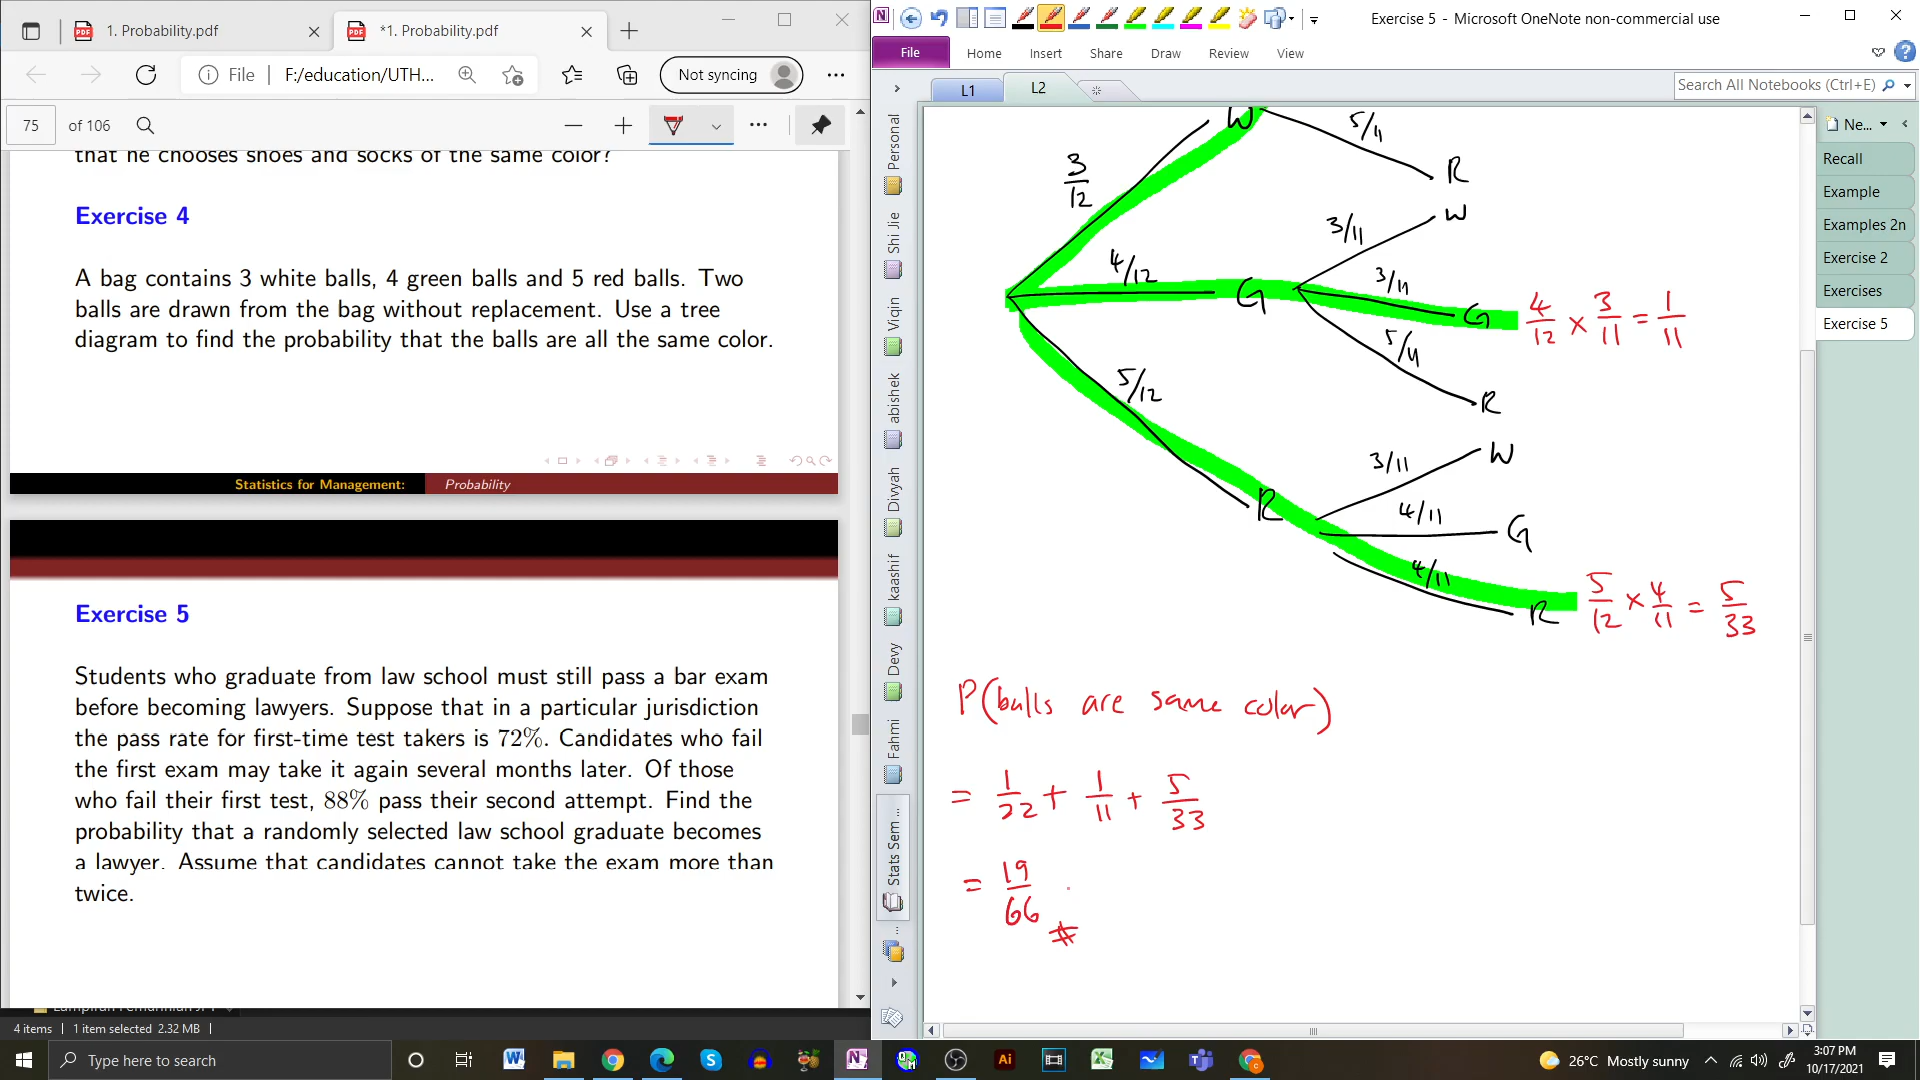 1. Probability.pdf
*1. Probability.pdf
File
F:/education/UTH...
Not syncing
75 of 106
that he chooses shoes and socks of the same color?
Exercise 4
A bag contains 3 white balls, 4 green balls and 5 red balls. Two
balls are drawn from the bag without replacement. Use a tree
diagram to find the probability that the balls are all the same color.
Statistics for Management: Probability
Exercise 5
Students who graduate from law school must still pass a bar exam
before becoming lawyers. Suppose that in a particular jurisdiction
the pass rate for first-time test takers is 72%. Candidates who fail
the first exam may take it again several months later. Of those
who fail their first test, 88% pass their second attempt. Find the
probability that a randomly selected law school graduate becomes
a lawyer. Assume that candidates cannot take the exam more than
twice.
4 items 1 item selected 2.32 MB
Exercise 5 - Microsoft OneNote non-commercial use
File Home Insert Share Draw Review View
L1 L2
Search All Notebooks (Ctrl+E)
Personal
Shi Jie
Viqin
abishek
Divyah
kaashif
Devy
Fahmi
Stats Sem ...
Ne...
Recall
Example
Examples 2n
Exercise 2
Exercises
Exercise 5
W
5/11
R
3/12
3/11
W
4/12
G
3/11
G
4/12 × 3/11 = 1/11
5/11
R
5/12
R
3/11
W
4/11
G
4/11
R
5/12 × 4/11 = 5/33
P(balls are same color)
= 1/22 + 1/11 + 5/33
= 19/66 #
Type here to search
26°C Mostly sunny
3:07 PM
10/17/2021